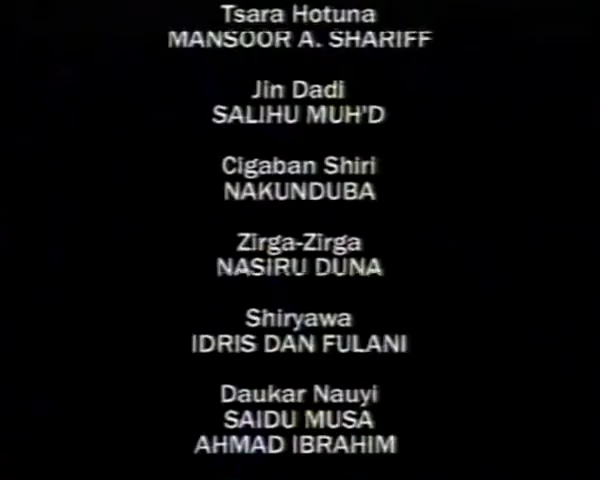 Tsara Hotuna
MANSOOR A. SHARIFF
Jin Dadi
SALIHU MUH'D
Cigaban Shiri
NAKUNDUBA
Zirga-Zirga
NASIRU DUNA
Shiryawa
IDRIS DAN FULANI
Daukar Nauyi
SAIDU MUSA
AHMAD IBRAHIM